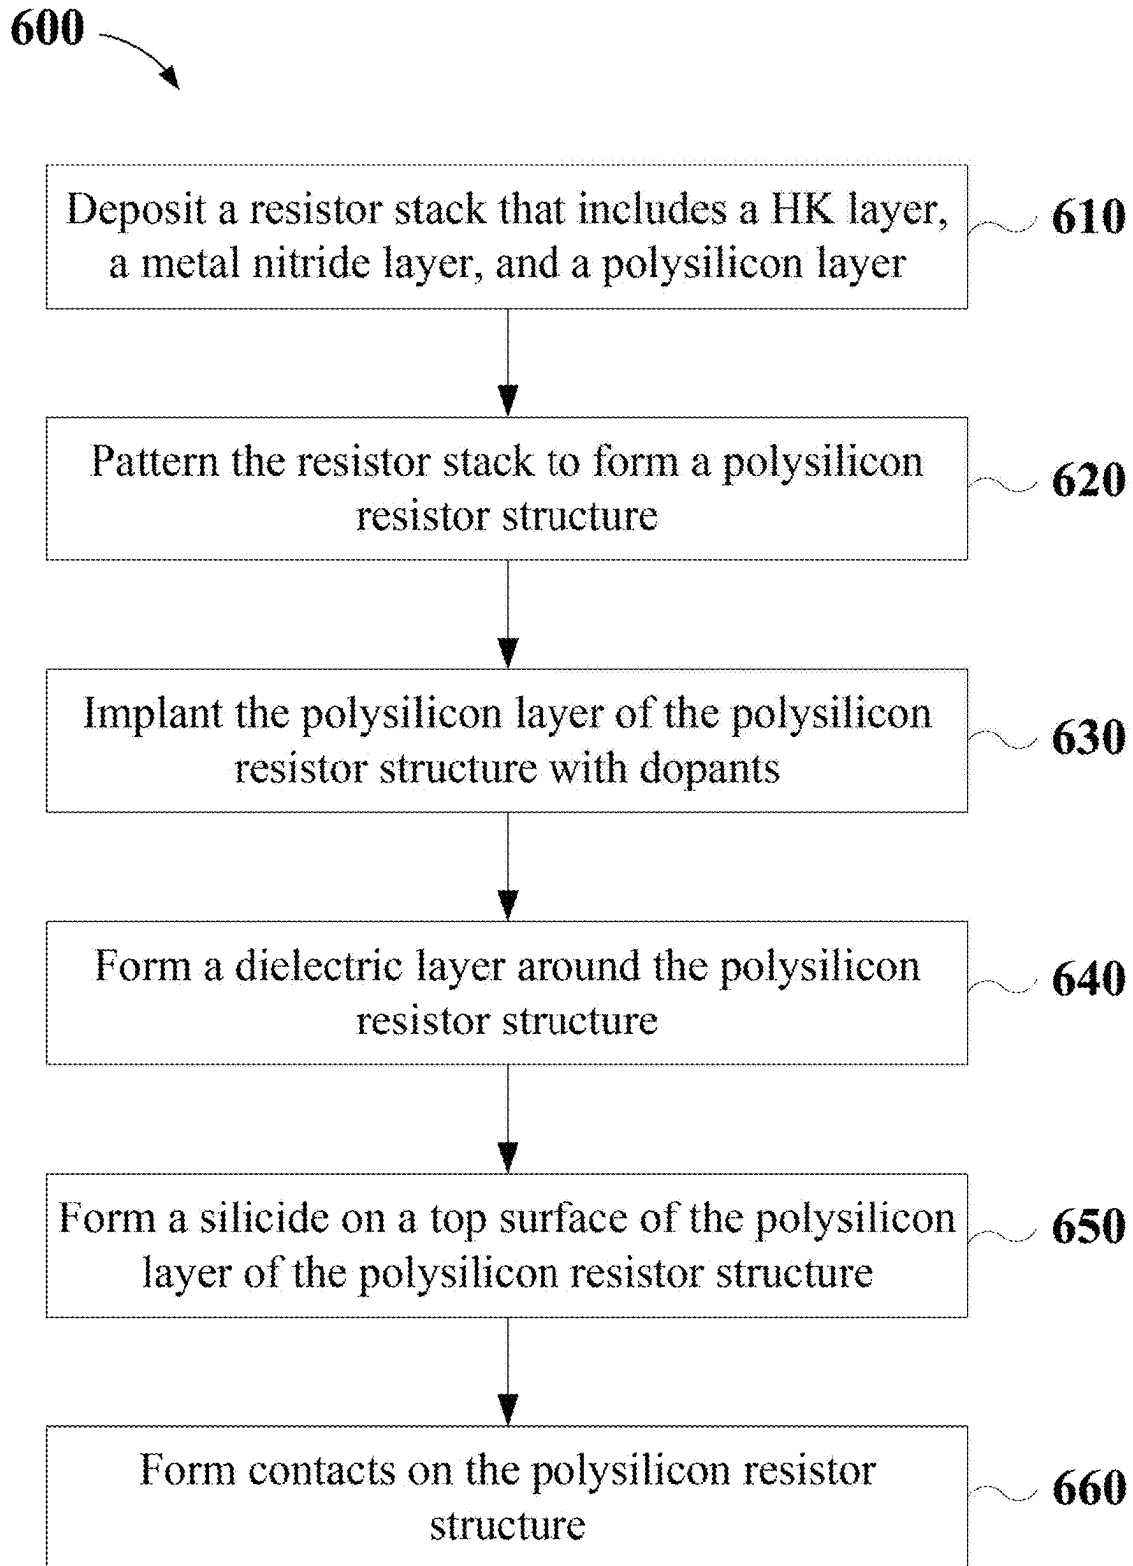 600
Deposit a resistor stack that includes a HK layer,
a metal nitride layer, and a polysilicon layer
610
Pattern the resistor stack to form a polysilicon
resistor structure
620
Implant the polysilicon layer of the polysilicon
resistor structure with dopants
630
Form a dielectric layer around the polysilicon
resistor structure
640
Form a silicide on a top surface of the polysilicon
layer of the polysilicon resistor structure
650
Form contacts on the polysilicon resistor
structure
660